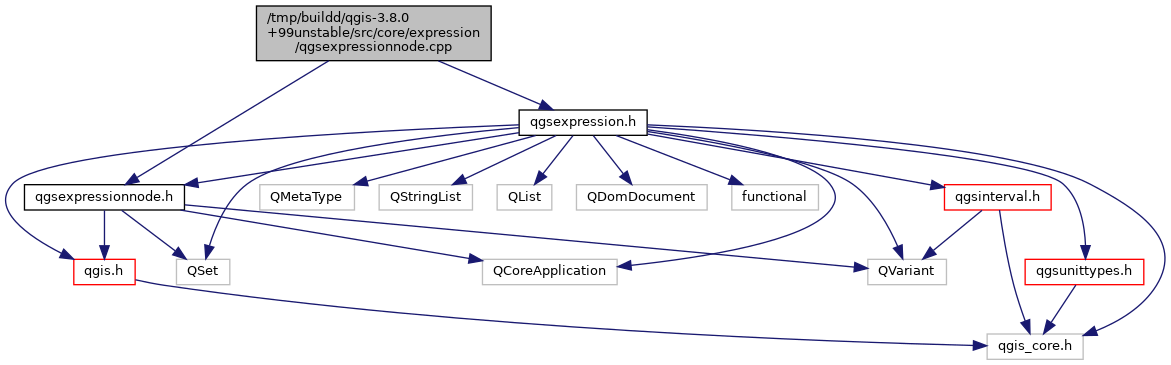 /tmp/buildd/qgis-3.8.0
+99unstable/src/core/expression
/qgsexpressionnode.cpp
qgsexpression.h
qgsexpressionnode.h
QMetaType
QStringList
QList
QDomDocument
functional
qgsinterval.h
qgis.h
QSet
QCoreApplication
QVariant
qgsunittypes.h
qgis_core.h